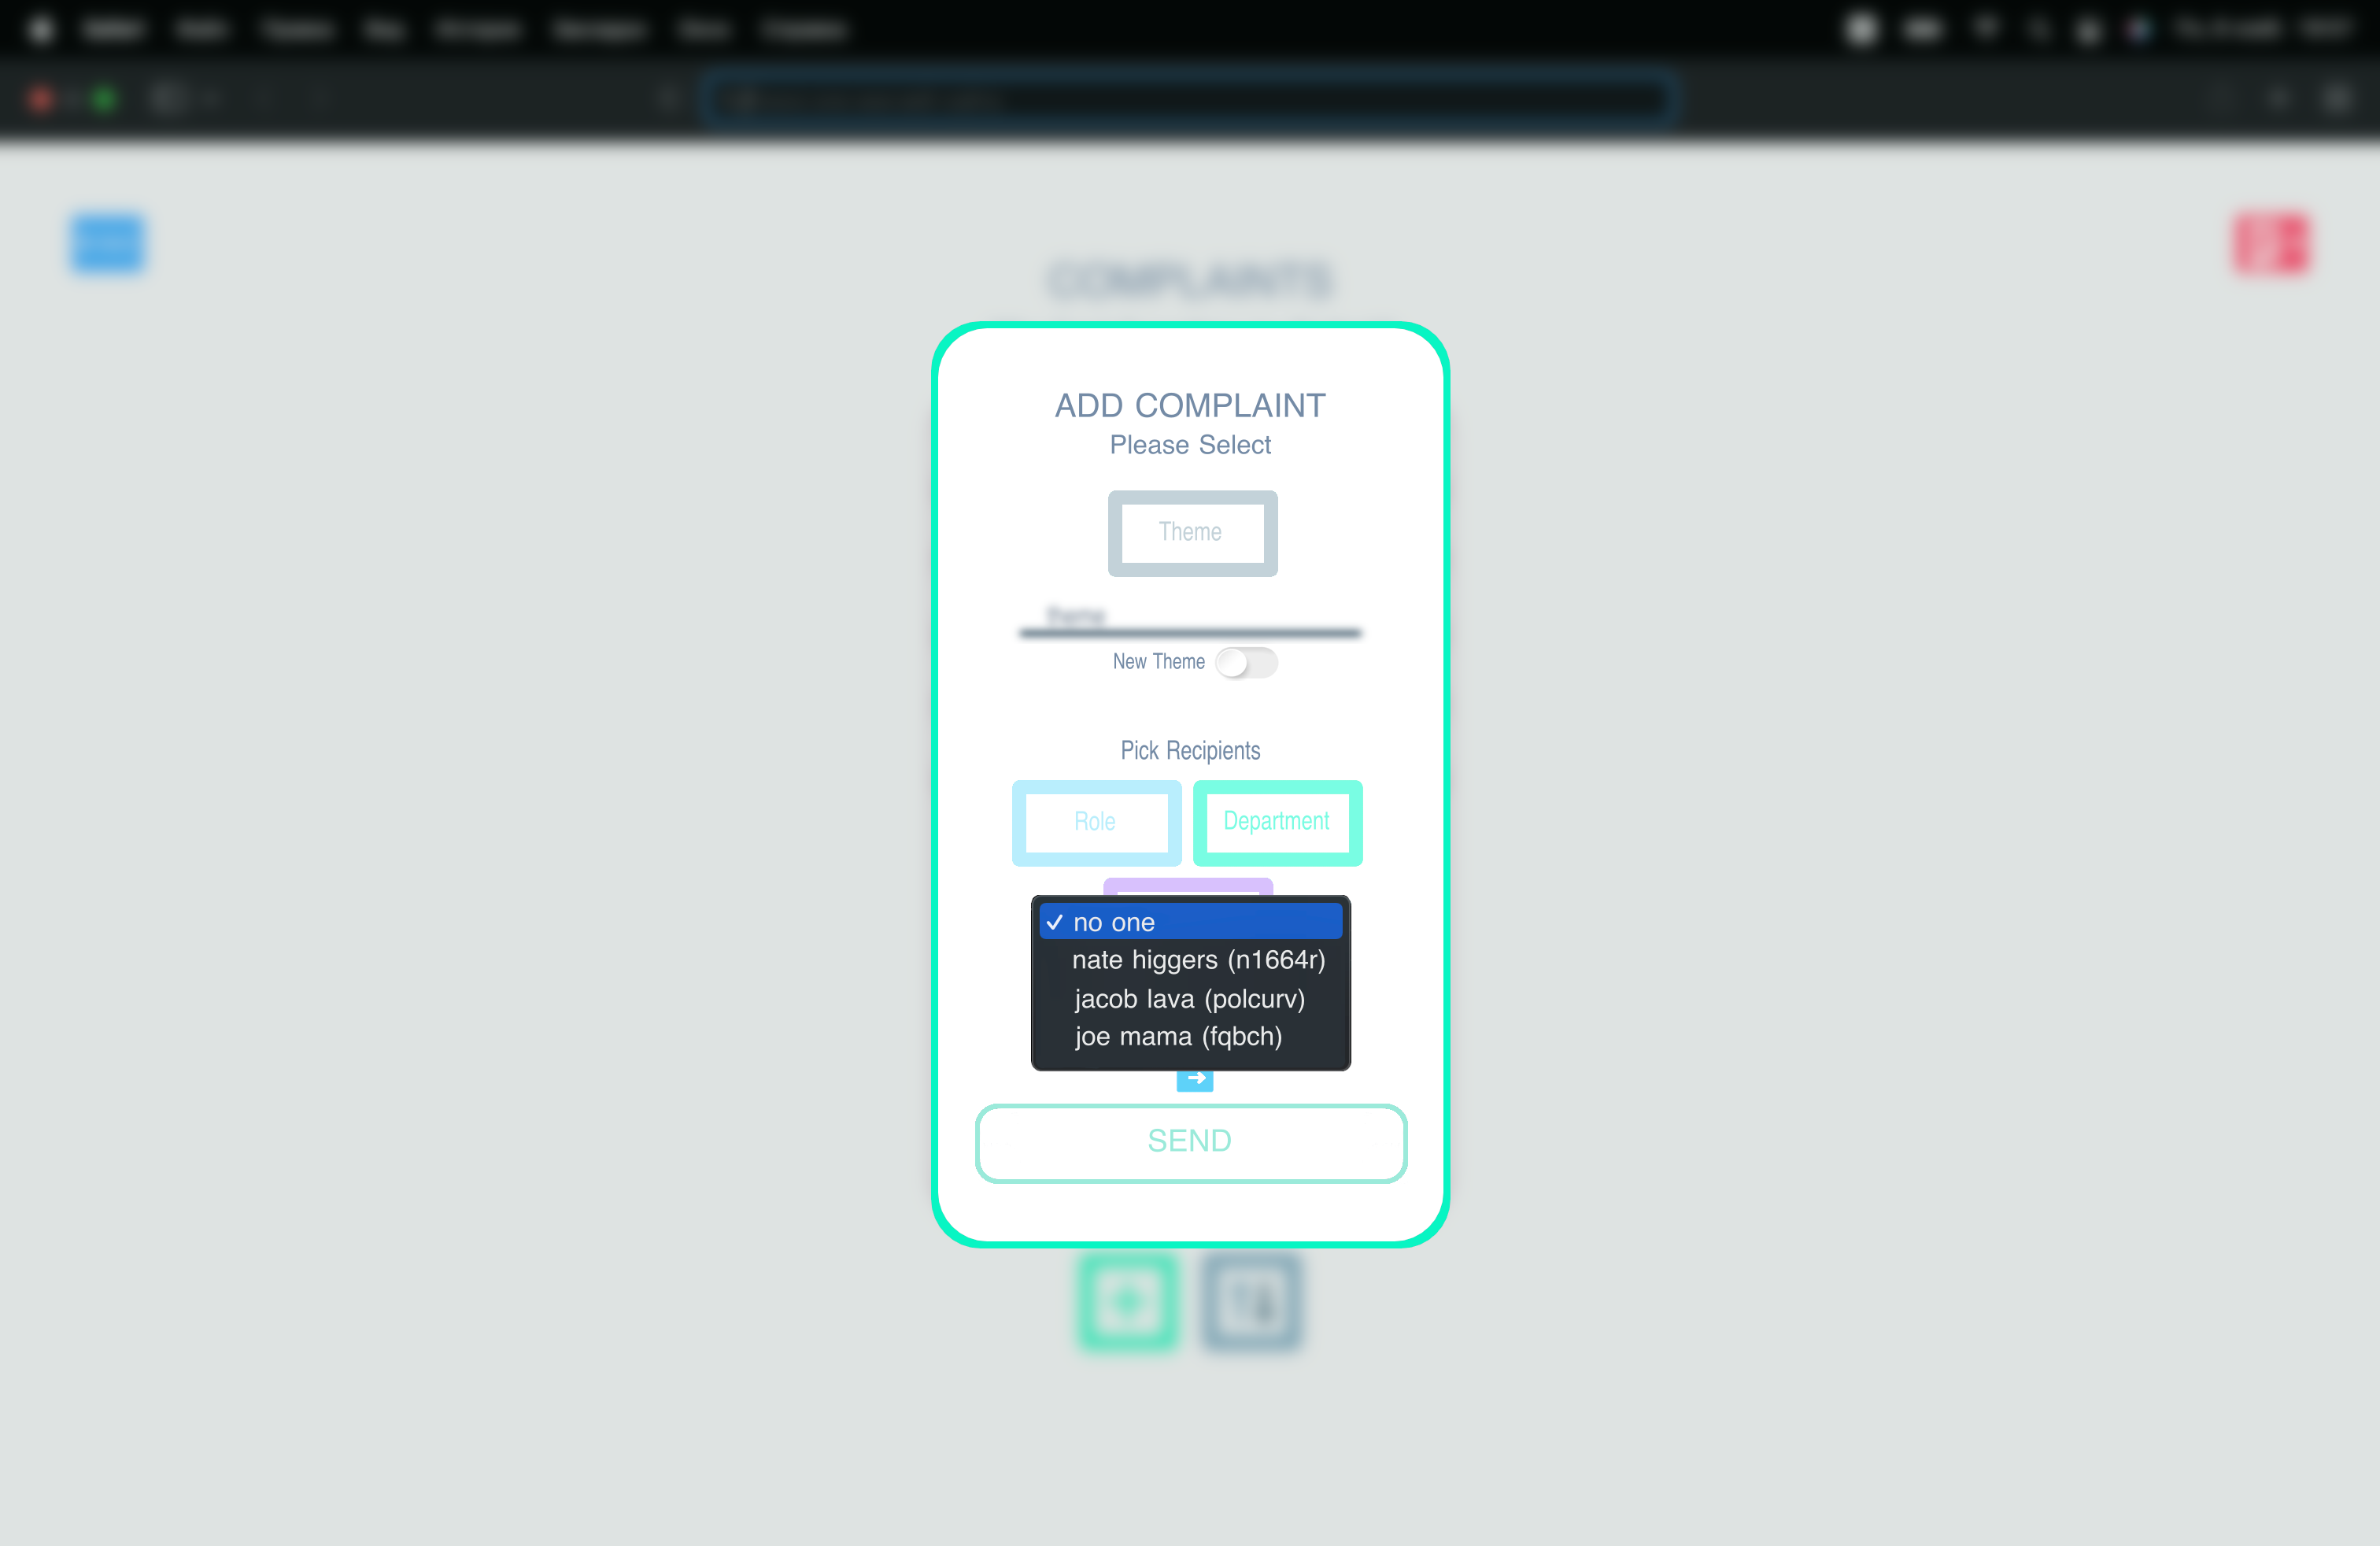 COMPLAINTS
ADD COMPLAINT
Please Select
Theme
theme
New Theme
Pick Recipients
Role Department
no one
nate higgers (n1664r)
jacob lava (polcurv)
joe mama (fqbch)
SEND